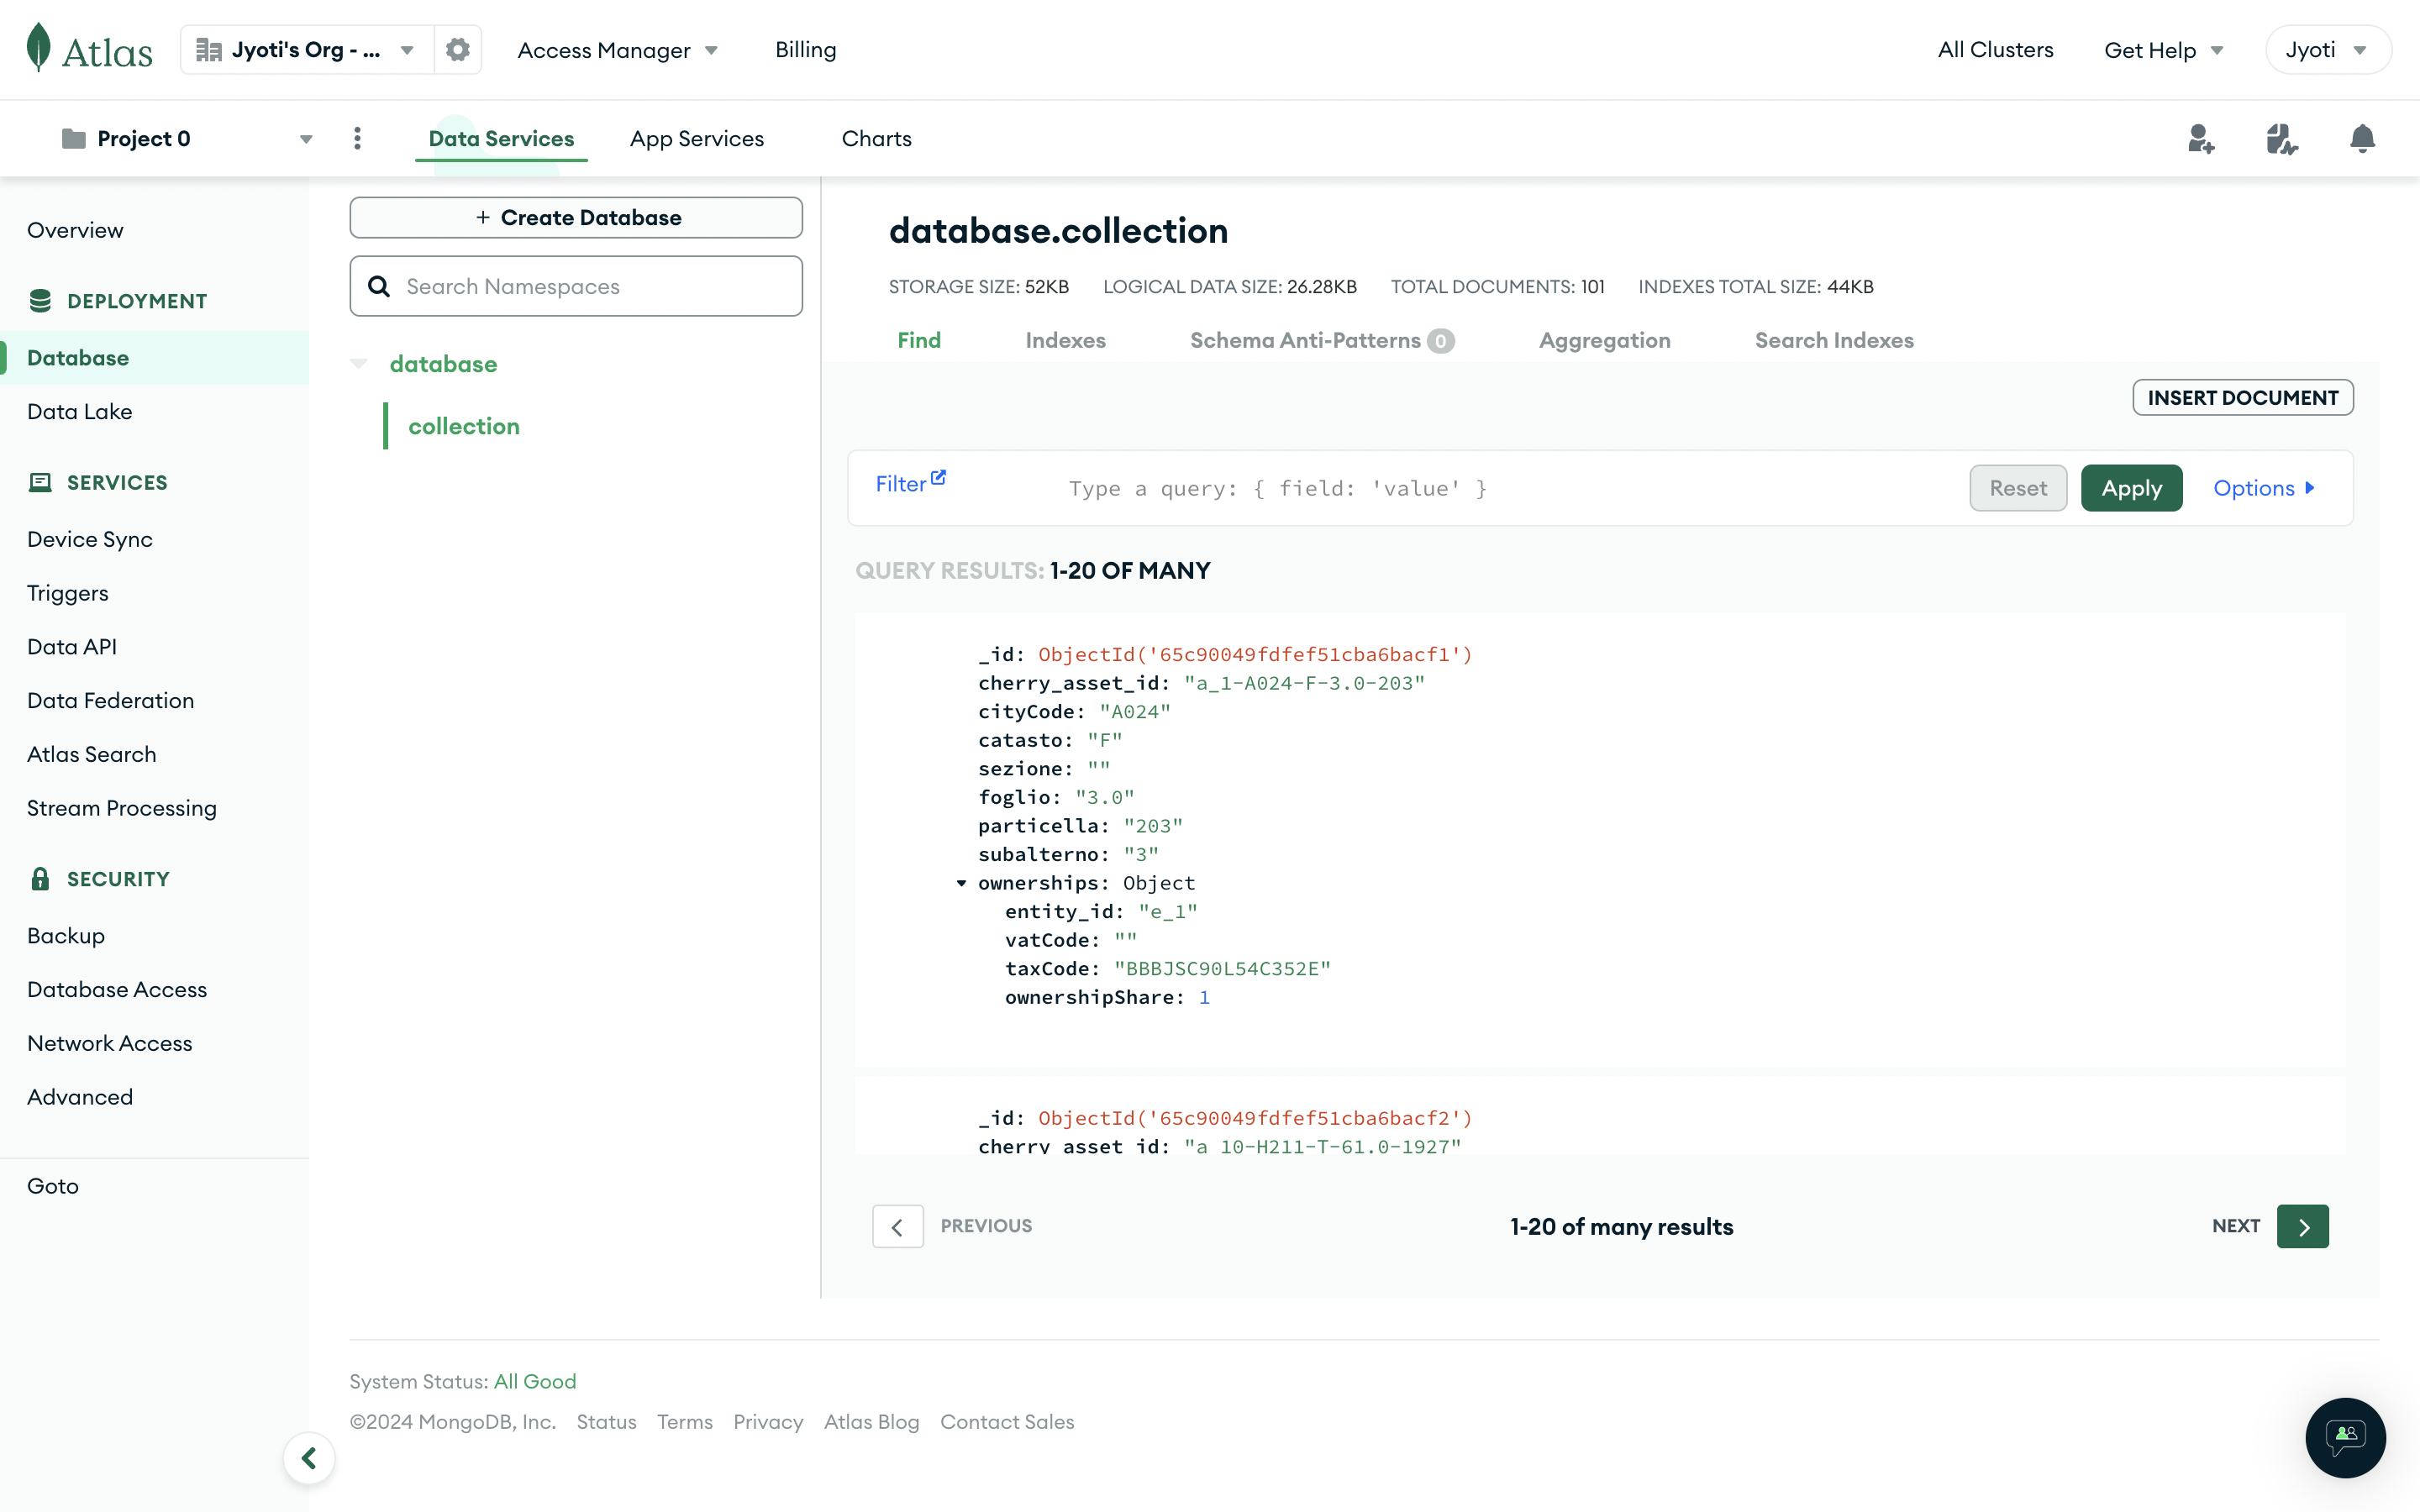 Atlas
Jyoti's Org - ...
Access Manager
Billing
All Clusters
Get Help
Jyoti
Project 0
Data Services
App Services
Charts
Overview
DEPLOYMENT
Database
Data Lake
SERVICES
Device Sync
Triggers
Data API
Data Federation
Atlas Search
Stream Processing
SECURITY
Backup
Database Access
Network Access
Advanced
Goto
+ Create Database
Search Namespaces
database
collection
database.collection
STORAGE SIZE: 52KB LOGICAL DATA SIZE: 26.28KB TOTAL DOCUMENTS: 101 INDEXES TOTAL SIZE: 44KB
Find Indexes Schema Anti-Patterns 0 Aggregation Search Indexes
INSERT DOCUMENT
Filter Type a query: { field: 'value' } Reset Apply Options
QUERY RESULTS: 1-20 OF MANY
_id: ObjectId('65c90049fdfef51cba6bacf1')
cherry_asset_id: "a_1-A024-F-3.0-203"
cityCode: "A024"
catasto: "F"
sezione: ""
foglio: "3.0"
particella: "203"
subalterno: "3"
ownerships: Object
entity_id: "e_1"
vatCode: ""
taxCode: "BBBJSC90L54C352E"
ownershipShare: 1
_id: ObjectId('65c90049fdfef51cba6bacf2')
cherry_asset_id: "a_10-H211-T-61.0-1927"
PREVIOUS 1-20 of many results NEXT
System Status: All Good
©2024 MongoDB, Inc. Status Terms Privacy Atlas Blog Contact Sales